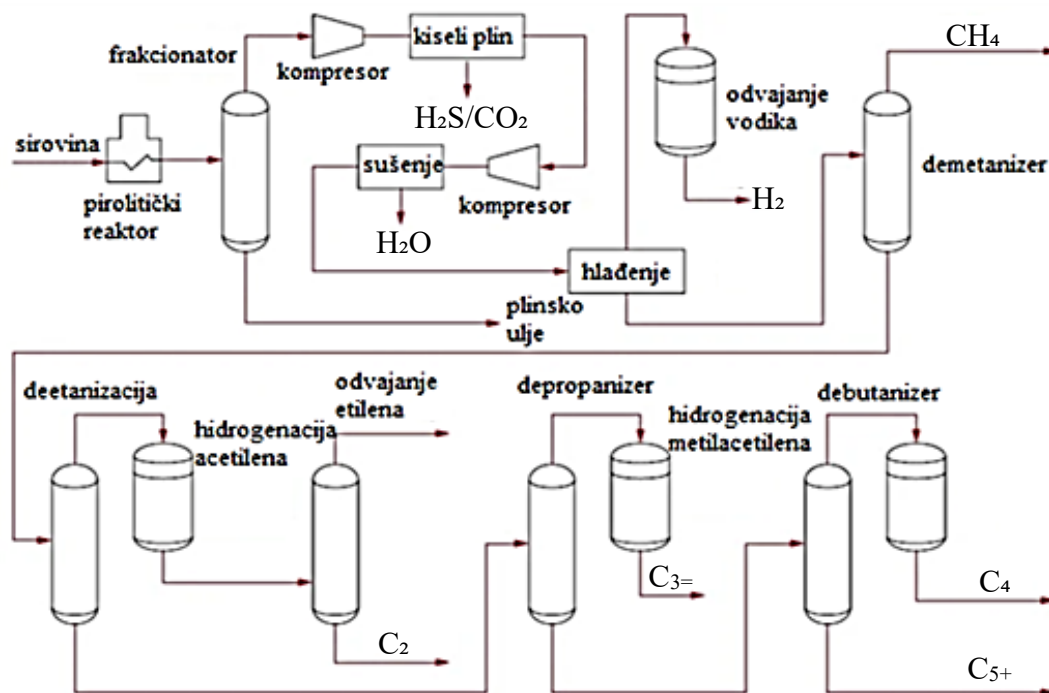 kiseli plin
CH₄
frakcionator
kompresor
odvajanje
vodika
H₂S/CO₂
sirovina
sušenje
demetanizer
pirolitički
reaktor
kompresor
H₂
H₂O
hlađenje
plinsko
ulje
deetanizacija
odvajanje
etilena
depropanizer
debutanizer
hidrogenacija
acetilena
hidrogenacija
metilacetilena
C₃₌
C₄
C₂
C₅₊